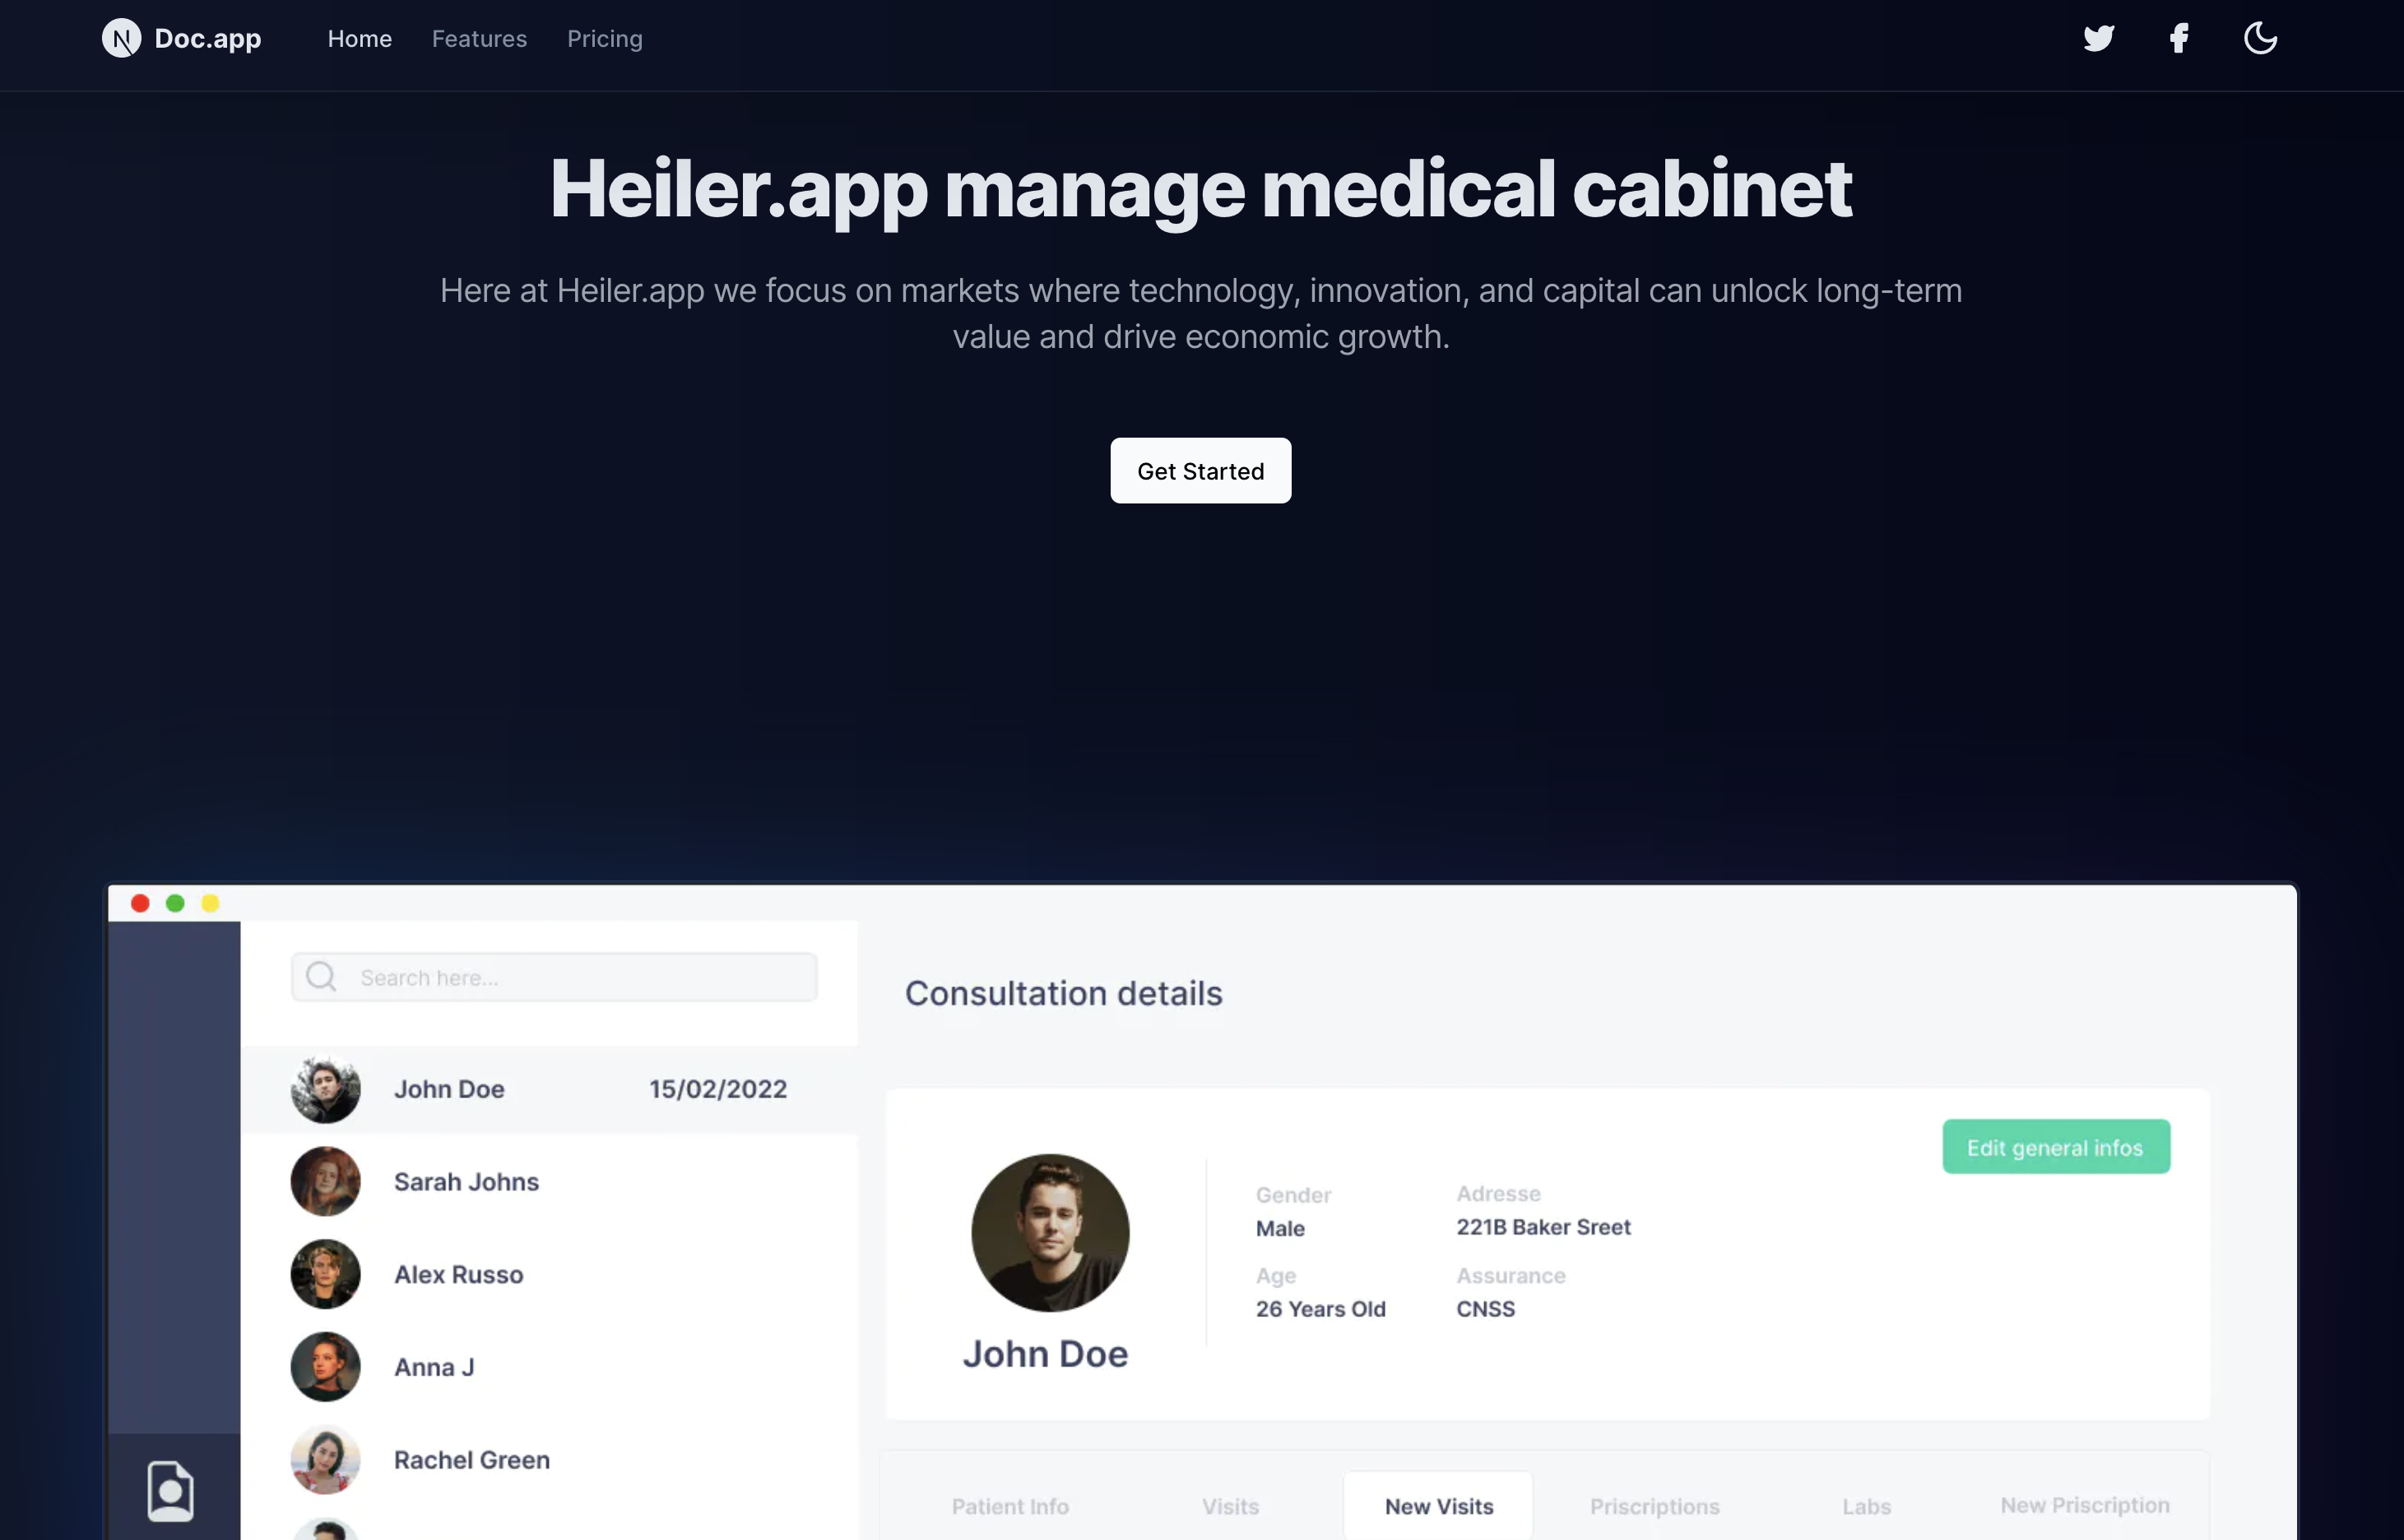 Doc.app
Home
Features
Pricing
Heiler.app manage medical cabinet
Here at Heiler.app we focus on markets where technology, innovation, and capital can unlock long-term
value and drive economic growth.
Get Started
Search here...
John Doe
15/02/2022
Sarah Johns
Alex Russo
Anna J
Rachel Green
Consultation details
Edit general infos
John Doe
Gender
Male
Age
26 Years Old
Adresse
221B Baker Sreet
Assurance
CNSS
Patient Info
Visits
New Visits
Priscriptions
Labs
New Priscription